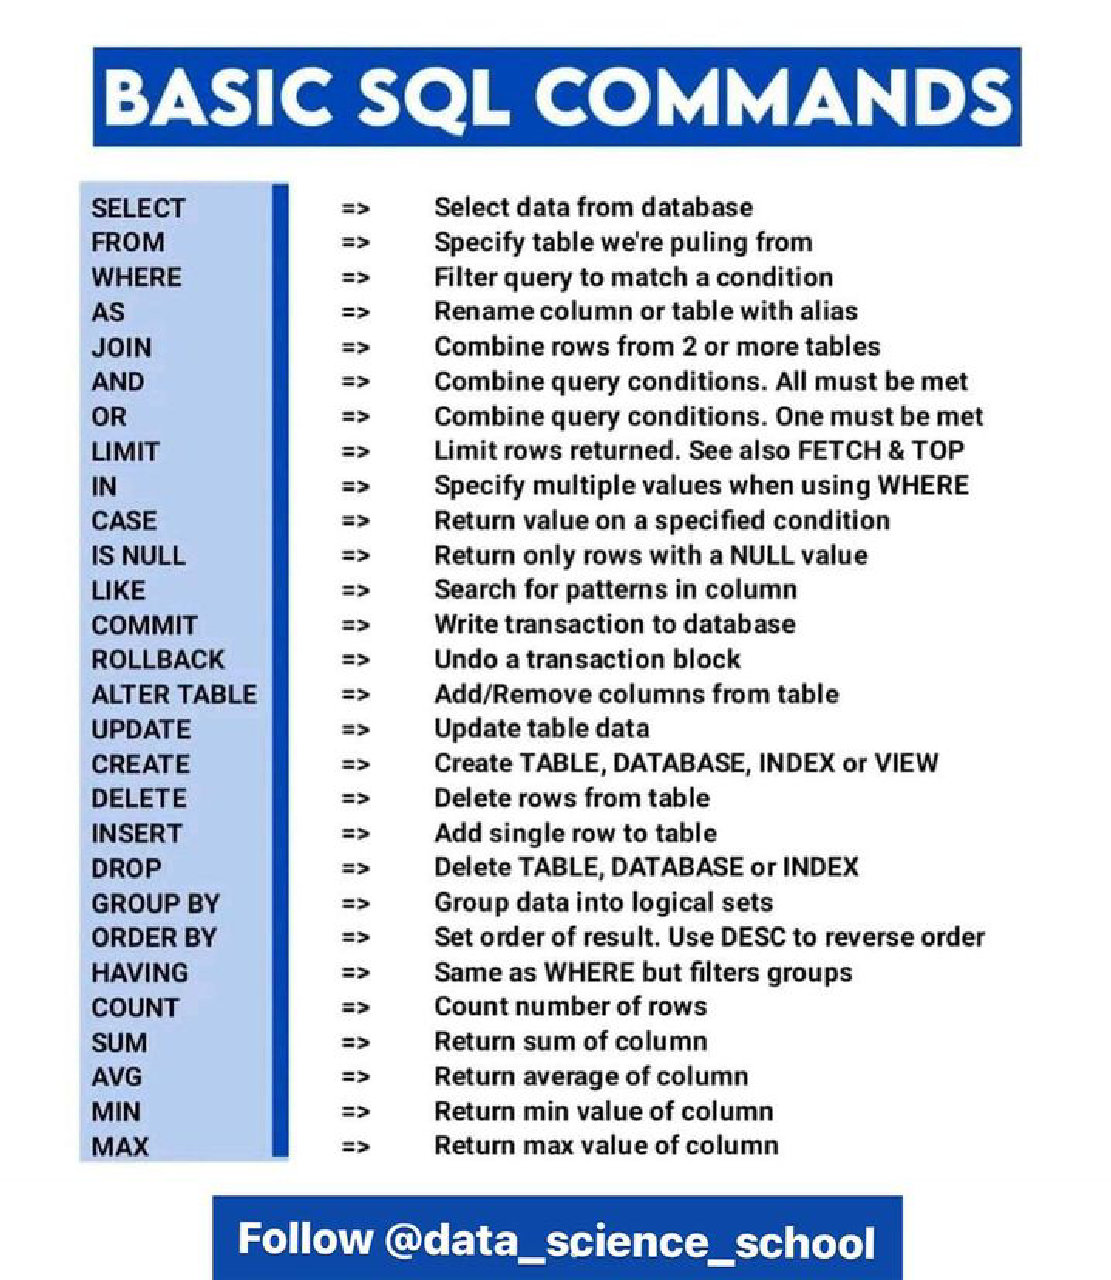 BASIC SQL COMMANDS
SELECT => Select data from database
FROM => Specify table we're puling from
WHERE => Filter query to match a condition
AS => Rename column or table with alias
JOIN => Combine rows from 2 or more tables
AND => Combine query conditions. All must be met
OR => Combine query conditions. One must be met
LIMIT => Limit rows returned. See also FETCH & TOP
IN => Specify multiple values when using WHERE
CASE => Return value on a specified condition
IS NULL => Return only rows with a NULL value
LIKE => Search for patterns in column
COMMIT => Write transaction to database
ROLLBACK => Undo a transaction block
ALTER TABLE => Add/Remove columns from table
UPDATE => Update table data
CREATE => Create TABLE, DATABASE, INDEX or VIEW
DELETE => Delete rows from table
INSERT => Add single row to table
DROP => Delete TABLE, DATABASE or INDEX
GROUP BY => Group data into logical sets
ORDER BY => Set order of result. Use DESC to reverse order
HAVING => Same as WHERE but filters groups
COUNT => Count number of rows
SUM => Return sum of column
AVG => Return average of column
MIN => Return min value of column
MAX => Return max value of column
Follow @data_science_school